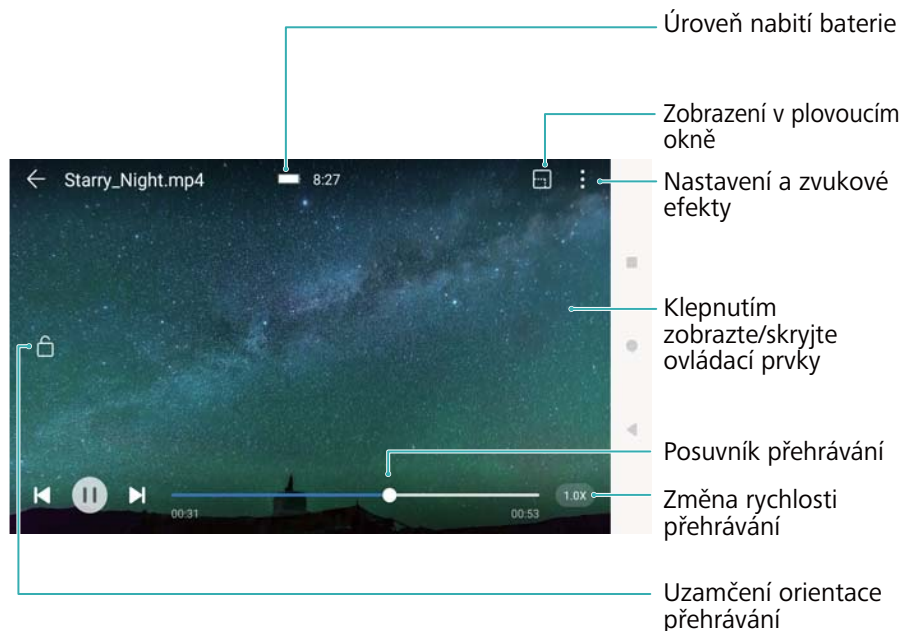 Úroveň nabití baterie
Zobrazení v plovoucím
okně
Starry_Night.mp4
8:27
Nastavení a zvukové
efekty
Klepnutím
zobrazte/skryjte
ovládací prvky
Posuvník přehrávání
00:31
00:53
1.0X
Změna rychlosti
přehrávání
Uzamčení orientace
přehrávání